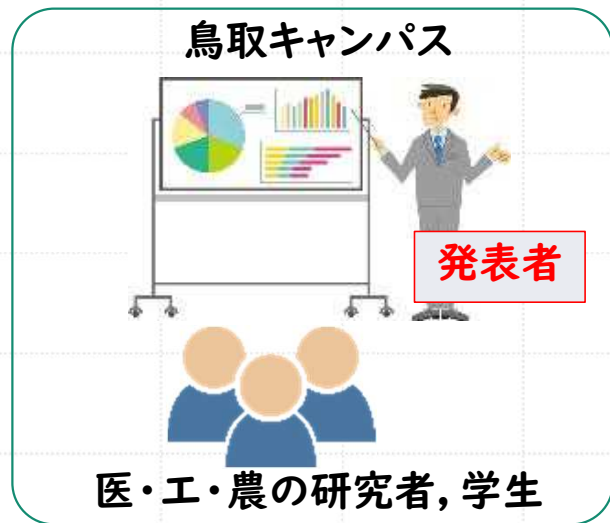 鳥取キャンパス
発表者
医・工・農の研究者, 学生